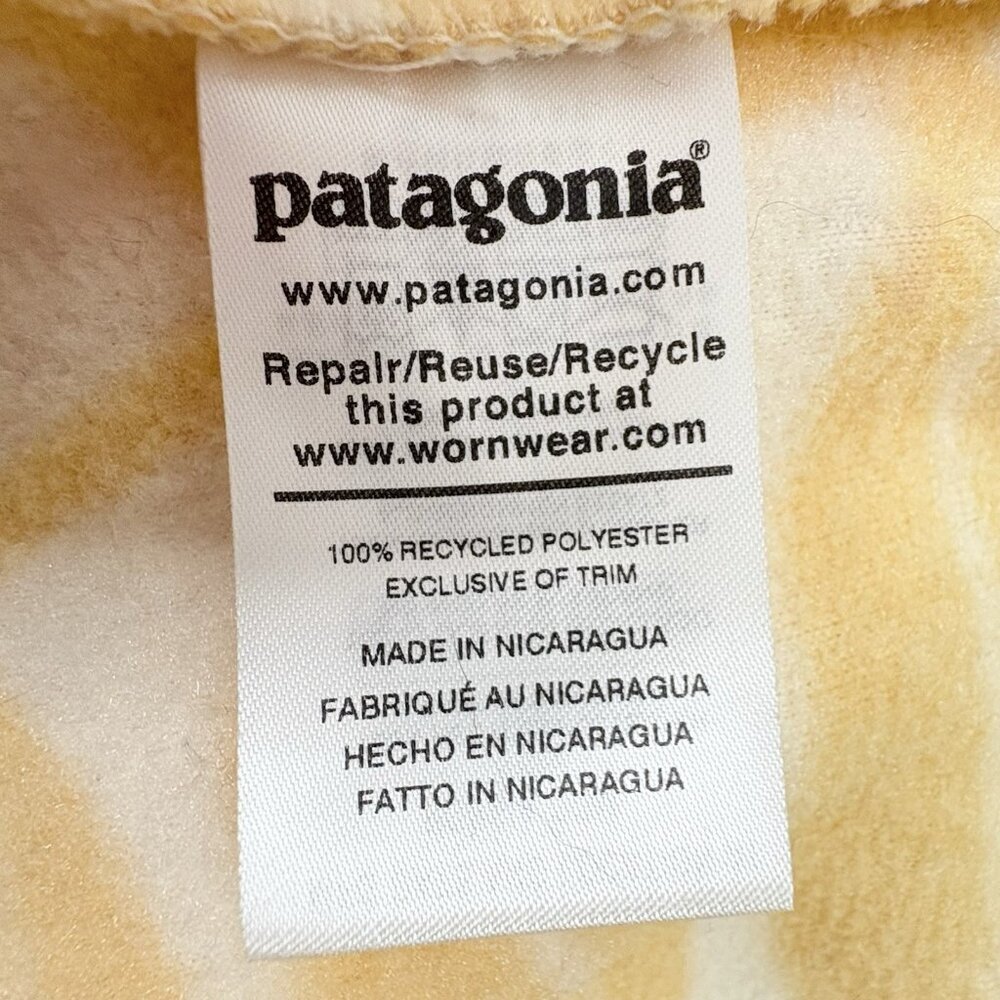 patagonia®
www.patagonia.com
Repair/Reuse/Recycle
this product at
www.wornwear.com
100% RECYCLED POLYESTER
EXCLUSIVE OF TRIM
MADE IN NICARAGUA
FABRIQUÉ AU NICARAGUA
HECHO EN NICARAGUA
FATTO IN NICARAGUA